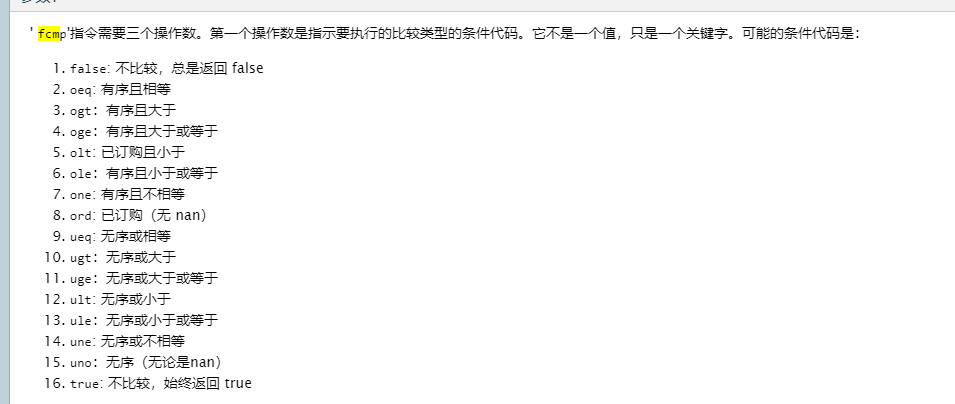 ' fcmp'指令需要三个操作数。第一个操作数是指示要执行的比较类型的条件代码。它不是一个值，只是一个关键字。可能的条件代码是：
1. false: 不比较，总是返回 false
2. oeq: 有序且相等
3. ogt：有序且大于
4. oge：有序且大于或等于
5. olt: 已订购且小于
6. ole：有序且小于或等于
7. one: 有序且不相等
8. ord: 已订购（无 nan）
9. ueq: 无序或相等
10. ugt：无序或大于
11. uge：无序或大于或等于
12. ult: 无序或小于
13. ule：无序或小于或等于
14. une: 无序或不相等
15. uno：无序（无论是nan）
16. true: 不比较，始终返回 true